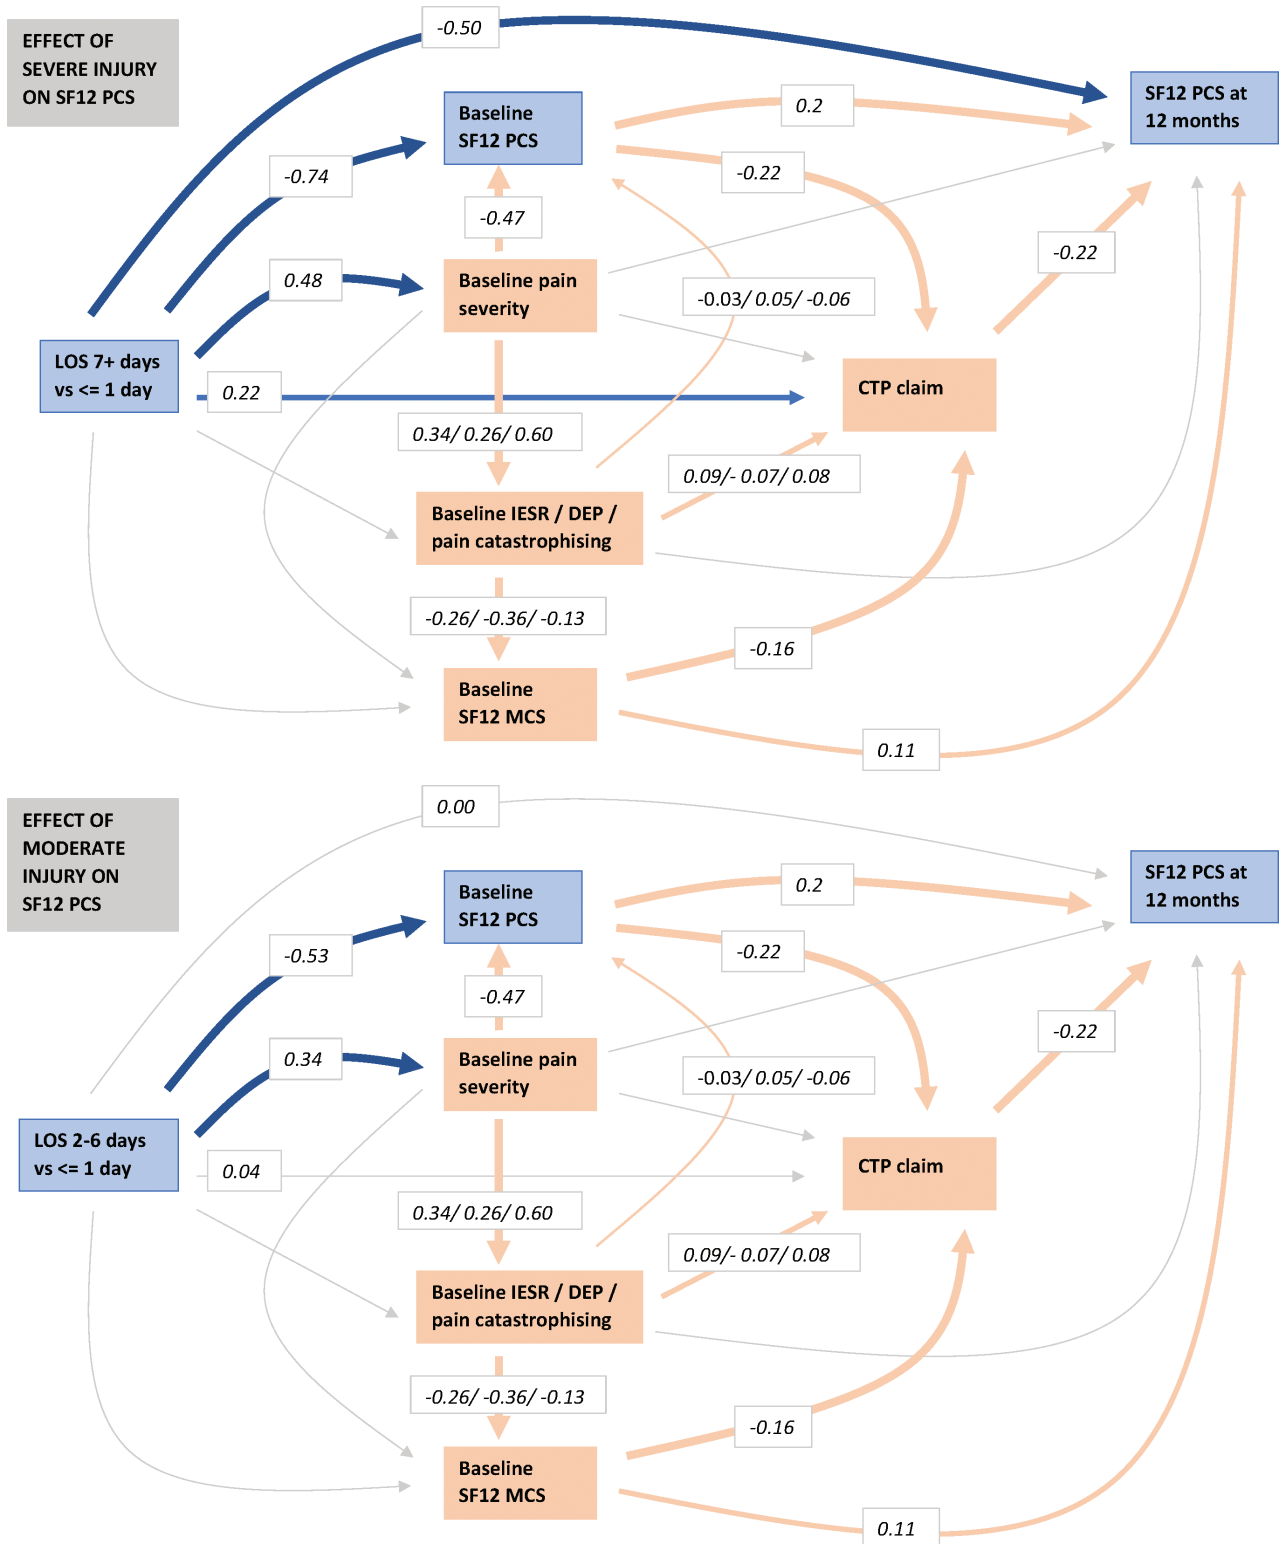 EFFECT OF
SEVERE INJURY
ON SF12 PCS
-0.50
SF12 PCS at
12 months
Baseline
SF12 PCS
0.2
-0.22
-0.74
-0.47
-0.22
0.48
Baseline pain
severity
-0.03/ 0.05/ -0.06
LOS 7+ days
vs <= 1 day
0.22
CTP claim
0.34/ 0.26/ 0.60
0.09/- 0.07/ 0.08
Baseline IESR / DEP /
pain catastrophising
-0.26/ -0.36/ -0.13
-0.16
Baseline
SF12 MCS
0.11
EFFECT OF
MODERATE
INJURY ON
SF12 PCS
0.00
SF12 PCS at
12 months
Baseline
SF12 PCS
0.2
-0.22
-0.53
-0.47
-0.22
0.34
Baseline pain
severity
-0.03/ 0.05/ -0.06
LOS 2-6 days
vs <= 1 day
0.04
CTP claim
0.34/ 0.26/ 0.60
0.09/- 0.07/ 0.08
Baseline IESR / DEP /
pain catastrophising
-0.26/ -0.36/ -0.13
-0.16
Baseline
SF12 MCS
0.11